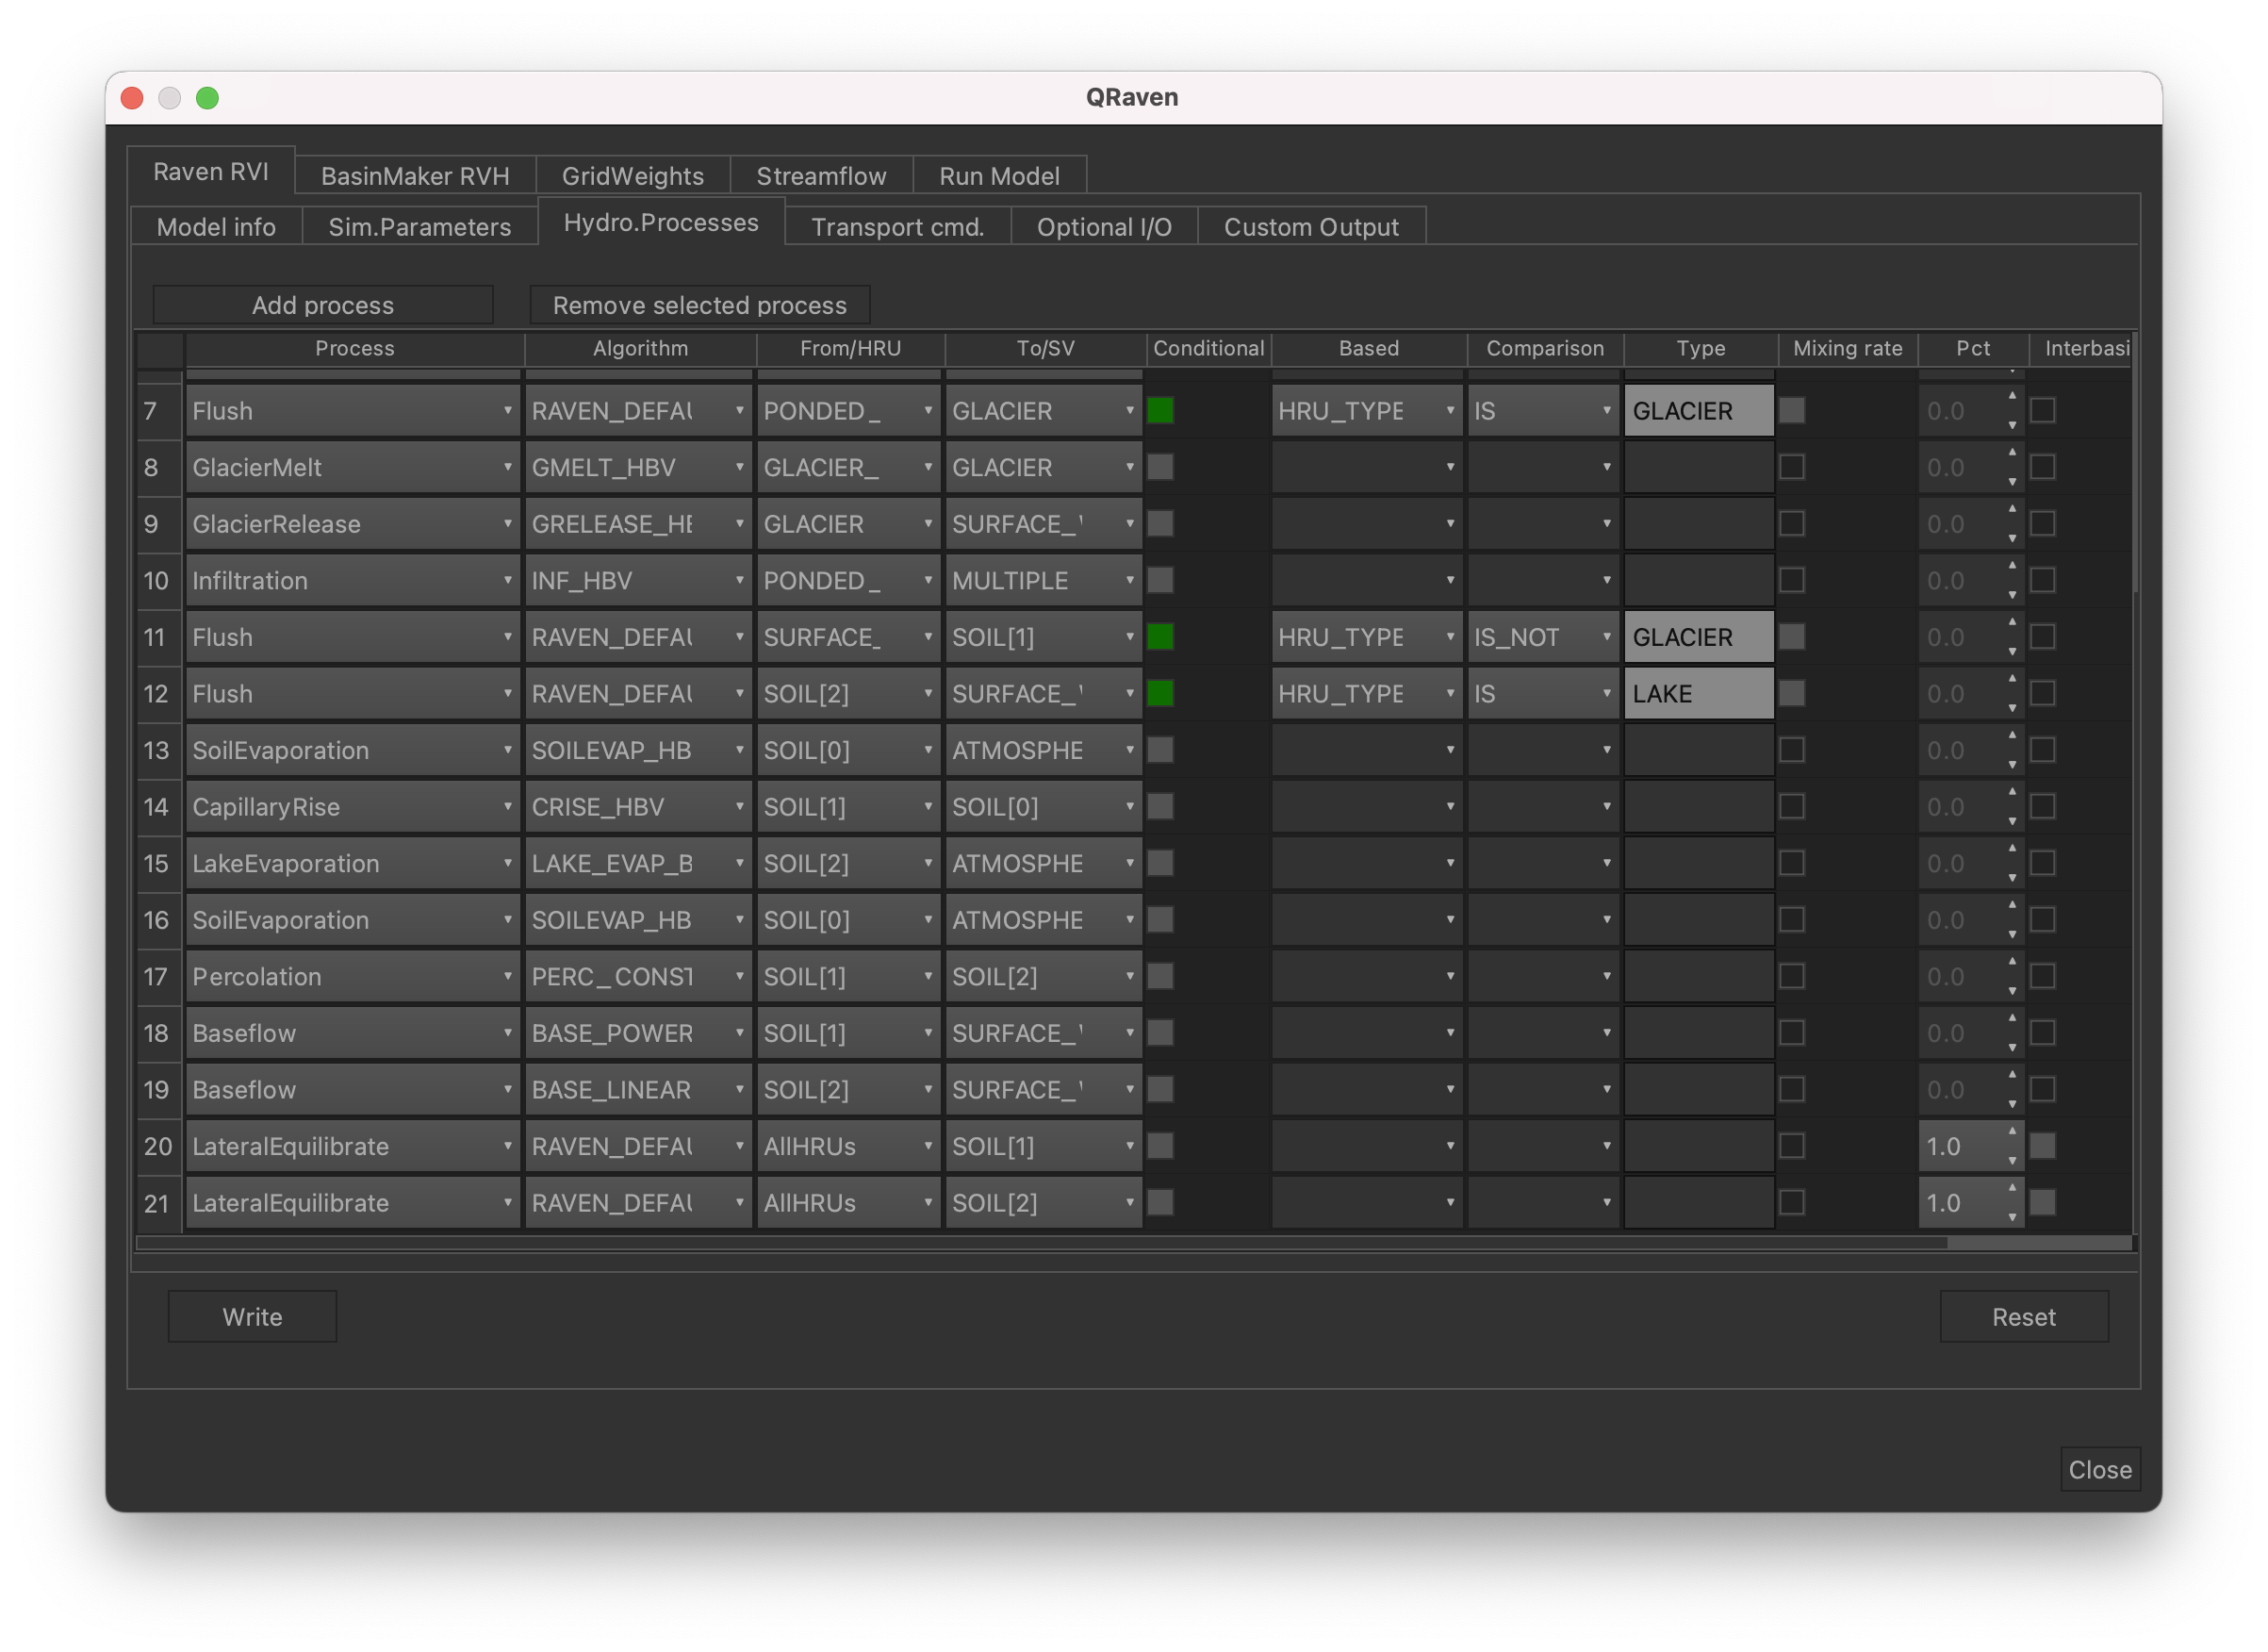 QRaven
Raven RVI BasinMaker RVH GridWeights Streamflow Run Model
Model info Sim.Parameters Hydro.Processes Transport cmd. Optional I/O Custom Output
Add process Remove selected process
Process Algorithm From/HRU To/SV Conditional Based Comparison Type Mixing rate Pct Interbasi
7 Flush RAVEN_DEFAU PONDED_ GLACIER HRU_TYPE IS GLACIER 0.0
8 GlacierMelt GMELT_HBV GLACIER_ GLACIER 0.0
9 GlacierRelease GRELEASE_HB GLACIER SURFACE_ 0.0
10 Infiltration INF_HBV PONDED_ MULTIPLE 0.0
11 Flush RAVEN_DEFAU SURFACE_ SOIL[1] HRU_TYPE IS_NOT GLACIER 0.0
12 Flush RAVEN_DEFAU SOIL[2] SURFACE_ HRU_TYPE IS LAKE 0.0
13 SoilEvaporation SOILEVAP_HB SOIL[0] ATMOSPHE 0.0
14 CapillaryRise CRISE_HBV SOIL[1] SOIL[0] 0.0
15 LakeEvaporation LAKE_EVAP_B SOIL[2] ATMOSPHE 0.0
16 SoilEvaporation SOILEVAP_HB SOIL[0] ATMOSPHE 0.0
17 Percolation PERC_CONST SOIL[1] SOIL[2] 0.0
18 Baseflow BASE_POWER SOIL[1] SURFACE_ 0.0
19 Baseflow BASE_LINEAR SOIL[2] SURFACE_ 0.0
20 LateralEquilibrate RAVEN_DEFAU AllHRUs SOIL[1] 1.0
21 LateralEquilibrate RAVEN_DEFAU AllHRUs SOIL[2] 1.0
Write Reset
Close